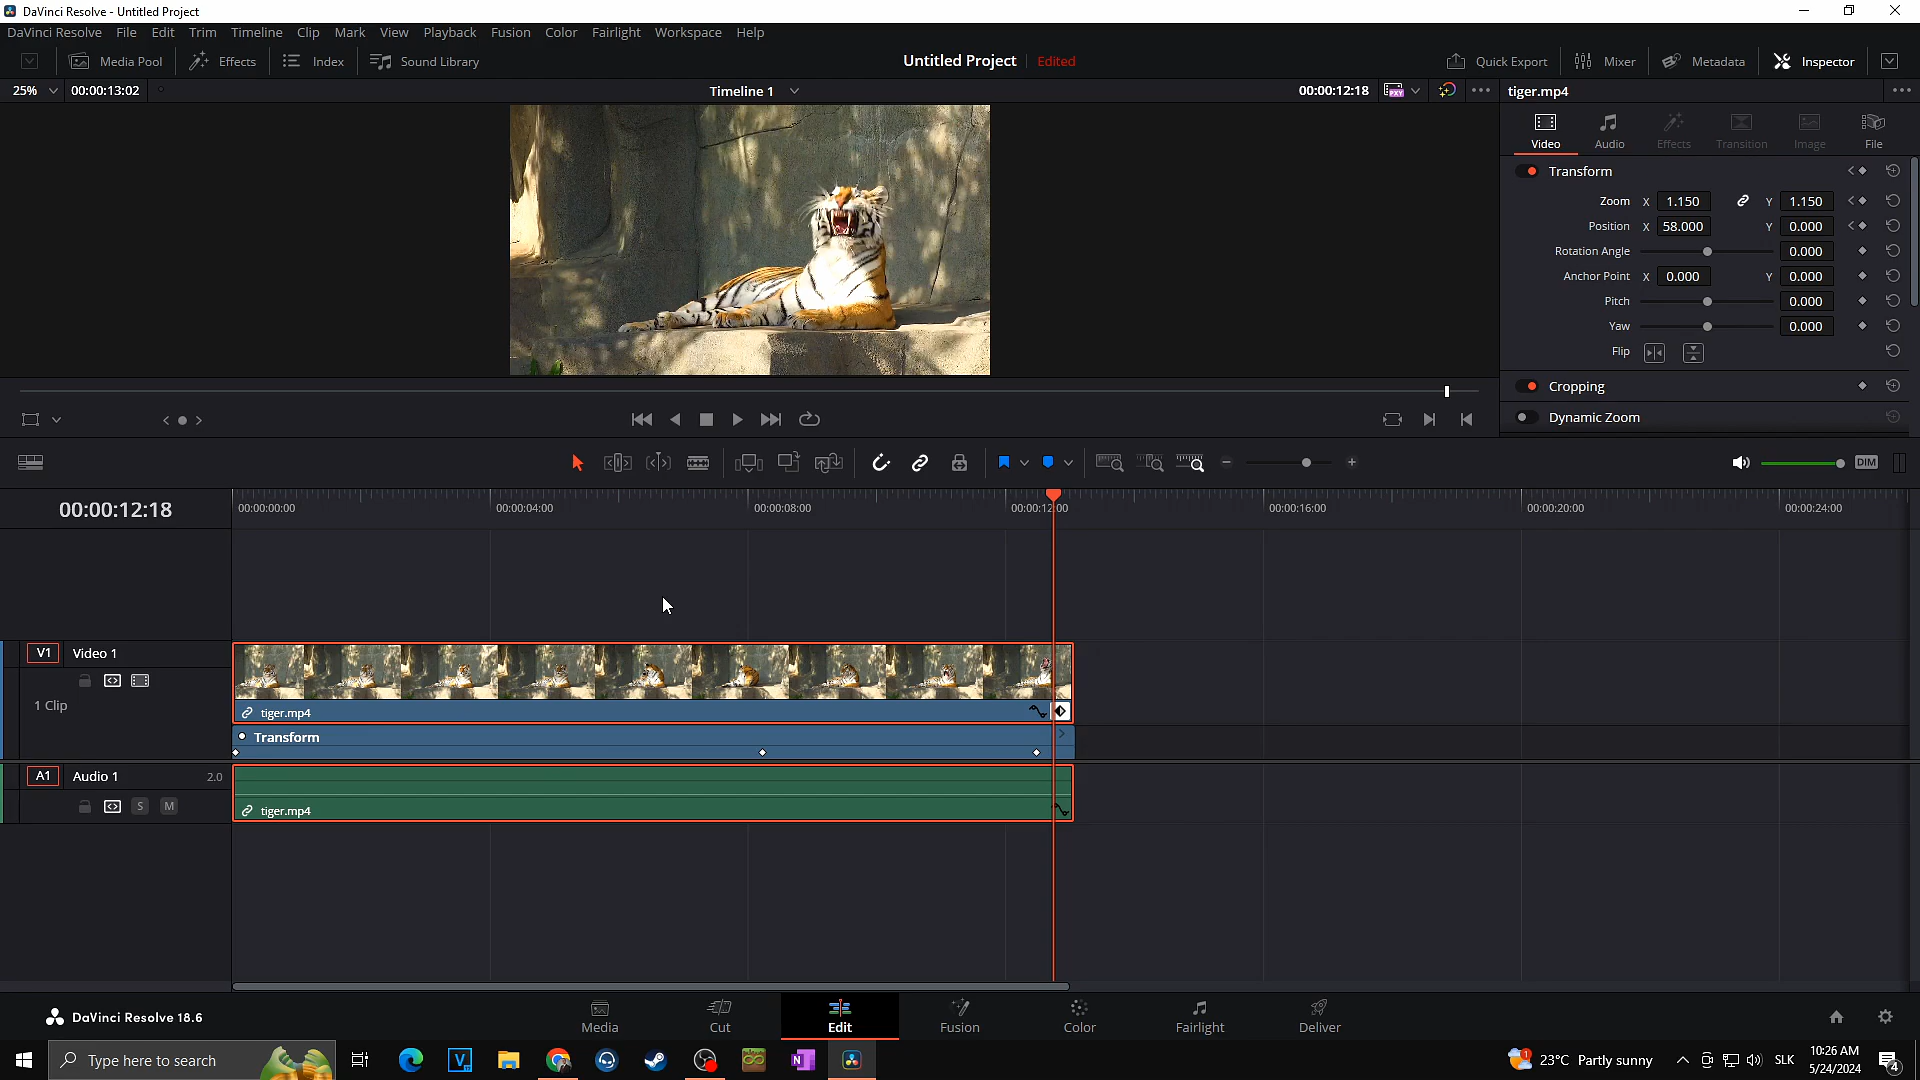 DaVinci Resolve - Untitled Project
DaVinci Resolve File Edit Trim Timeline Clip Mark View Playback Fusion Color Fairlight Workspace Help
Media Pool Effects Index Sound Library Untitled Project Edited Quick Export Mixer Metadata Inspector
25% 00:00:13:02 Timeline 1 00:00:12:18 PXY tiger.mp4
Video Audio Effects Transition Image File
Transform
Zoom X 1.150 Y 1.150
Position X 58.000 Y 0.000
Rotation Angle 0.000
Anchor Point X 0.000 Y 0.000
Pitch 0.000
Yaw 0.000
Flip
Cropping
Dynamic Zoom
DIM
00:00:12:18 00:00:00:00 00:00:04:00 00:00:08:00 00:00:12:00 00:00:16:00 00:00:20:00 00:00:24:00
V1 Video 1
1 Clip
tiger.mp4
Transform
A1 Audio 1 2.0
S M
tiger.mp4
DaVinci Resolve 18.6
Media Cut Edit Fusion Color Fairlight Deliver
Type here to search
23°C Partly sunny SLK
10:26 AM
5/24/2024
4